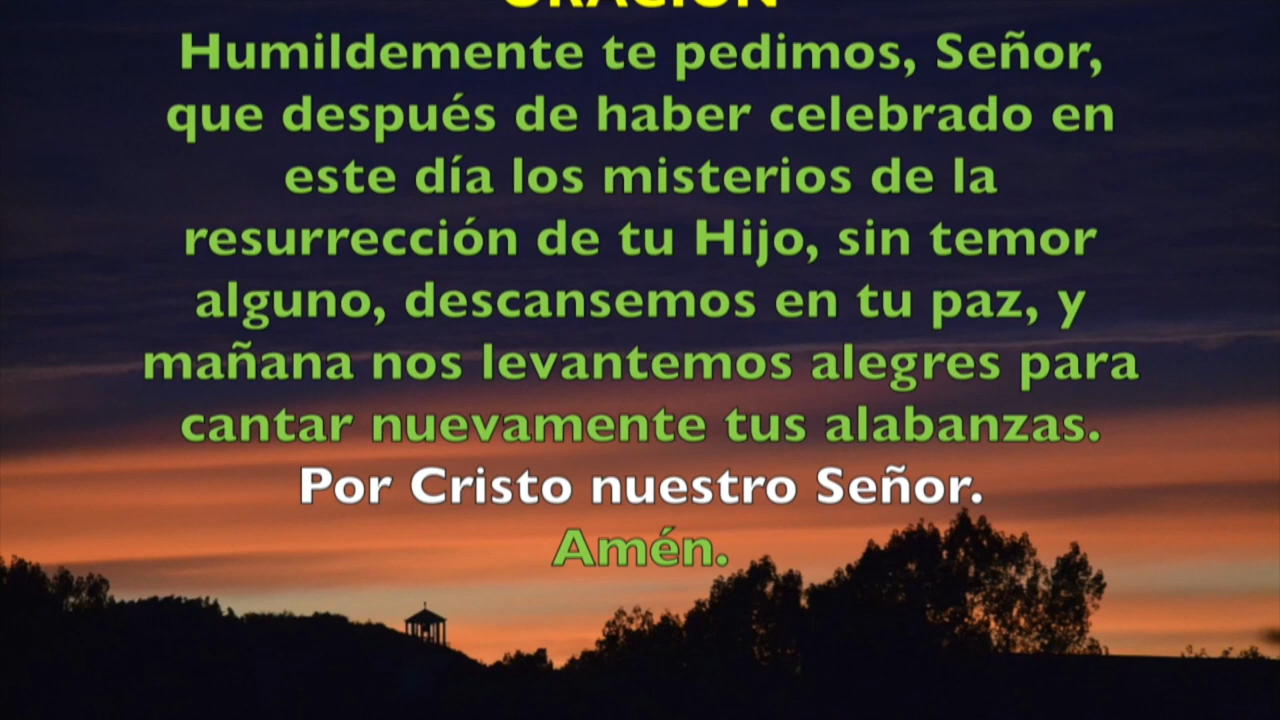 ORACIÓN
Humildemente te pedimos, Señor,
que después de haber celebrado en
este día los misterios de la
resurrección de tu Hijo, sin temor
alguno, descansemos en tu paz, y
mañana nos levantemos alegres para
cantar nuevamente tus alabanzas.
Por Cristo nuestro Señor.
Amén.